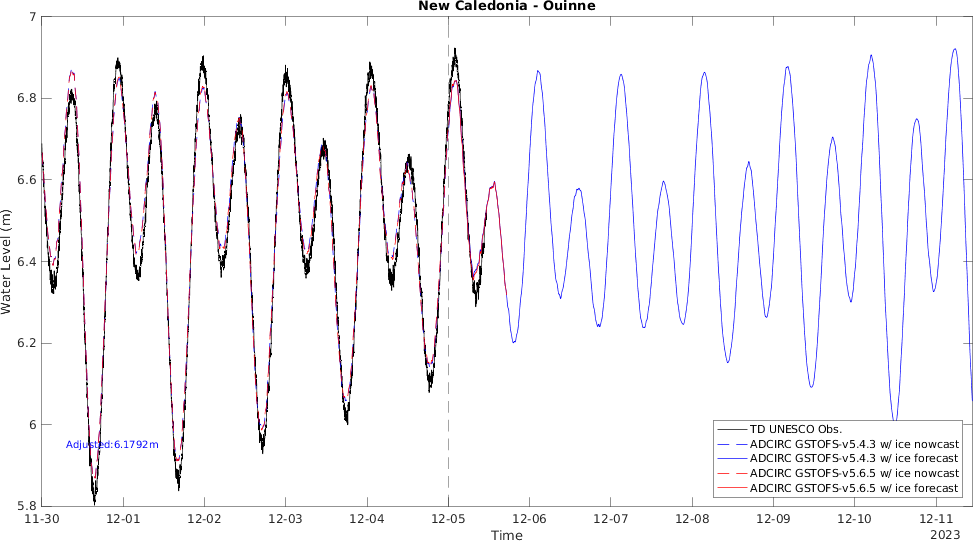 New Caledonia - Ouinne
7
6.8
6.6
6.4
6.2
6
5.8
Water Level (m)
Adjusted:6.1792m
TD UNESCO Obs.
ADCIRC GSTOFS-v5.4.3 w/ ice nowcast
ADCIRC GSTOFS-v5.4.3 w/ ice forecast
ADCIRC GSTOFS-v5.6.5 w/ ice nowcast
ADCIRC GSTOFS-v5.6.5 w/ ice forecast
11-30 12-01 12-02 12-03 12-04 12-05 12-06 12-07 12-08 12-09 12-10 12-11
Time
2023